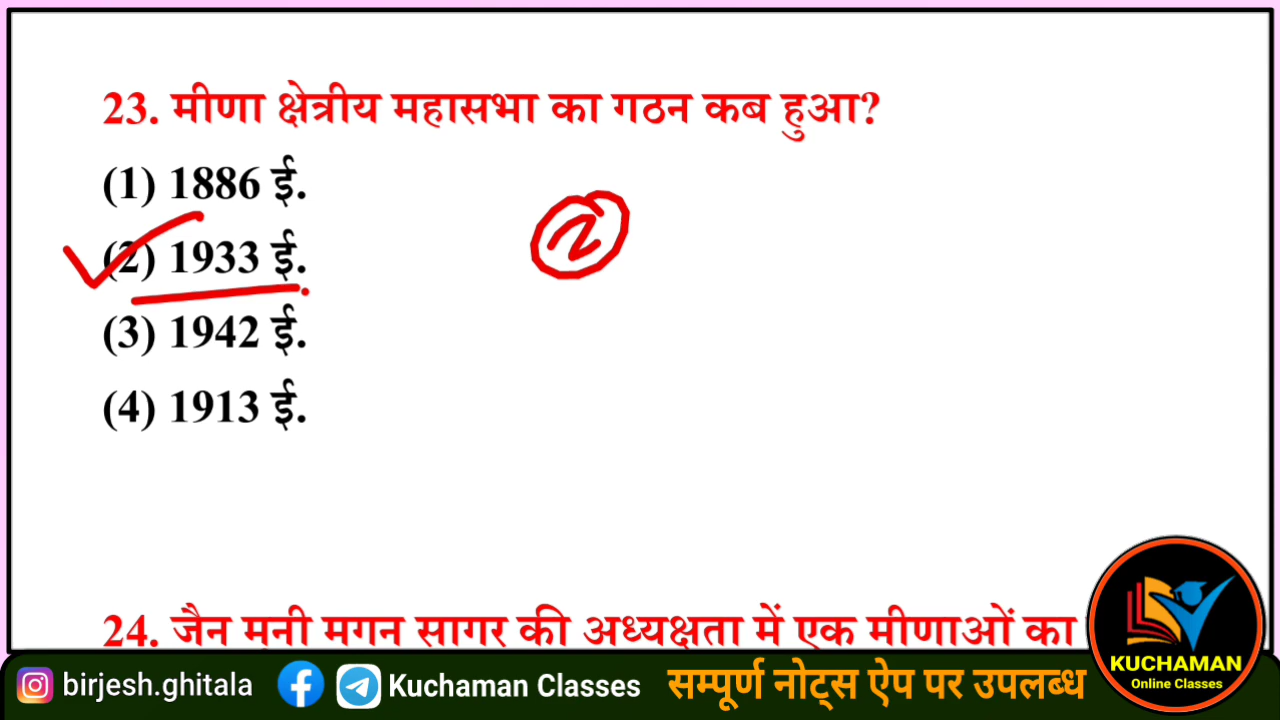 23. मीणा क्षेत्रीय महासभा का गठन कब हुआ?
(1) 1886 ई.
(2) 1933 ई.
2
(3) 1942 ई.
(4) 1913 ई.
24. जैन मुनी मगन सागर की अध्यक्षता में एक मीणाओं का
KUCHAMAN
Online Classes
birjesh.ghitala
Kuchaman Classes
सम्पूर्ण नोट्स ऐप पर उपलब्ध